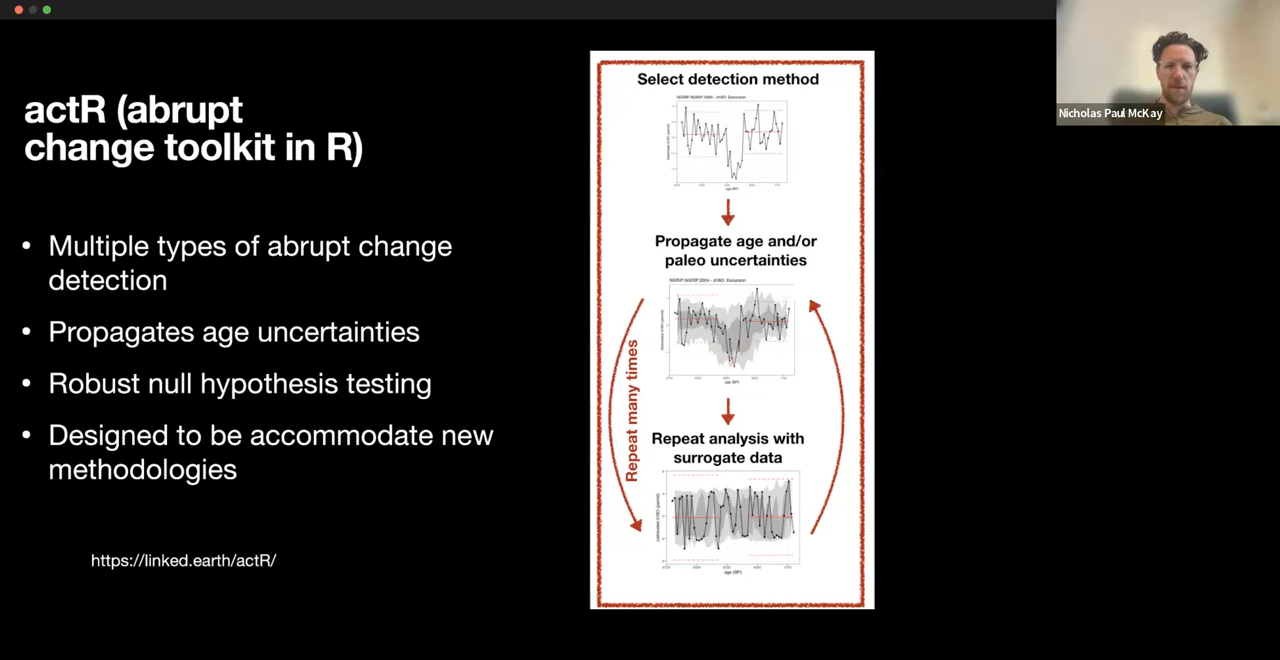 actR (abrupt
change toolkit in R)
• Multiple types of abrupt change
detection
• Propagates age uncertainties
• Robust null hypothesis testing
• Designed to be accommodate new
methodologies
https://linked.earth/actR/
Select detection method
Propagate age and/or
paleo uncertainties
Repeat many times
Repeat analysis with
surrogate data
age (BP)
Nicholas Paul McKay